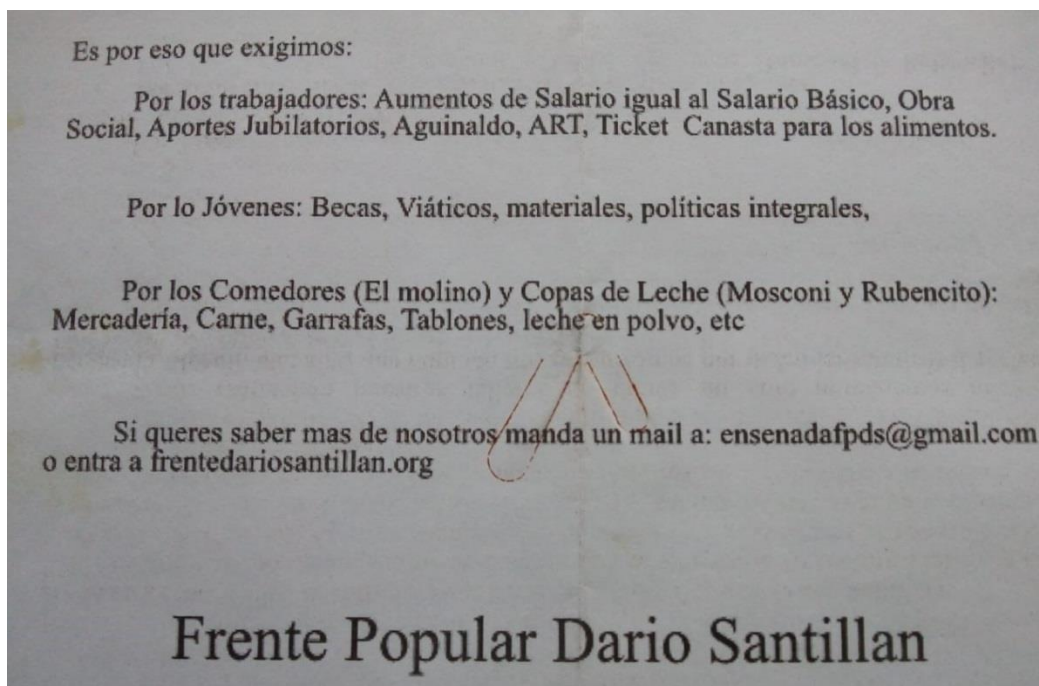 Es por eso que exigimos:
Por los trabajadores: Aumentos de Salario igual al Salario Básico, Obra
Social, Aportes Jubilatorios, Aguinaldo, ART, Ticket Canasta para los alimentos.
Por lo Jóvenes: Becas, Viáticos, materiales, políticas integrales,
Por los Comedores (El molino) y Copas de Leche (Mosconi y Rubencito):
Mercadería, Carne, Garrafas, Tablones, leche en polvo, etc
Si queres saber mas de nosotros manda un mail a: ensenadafpds@gmail.com
o entra a frentedariosantillan.org
Frente Popular Dario Santillan